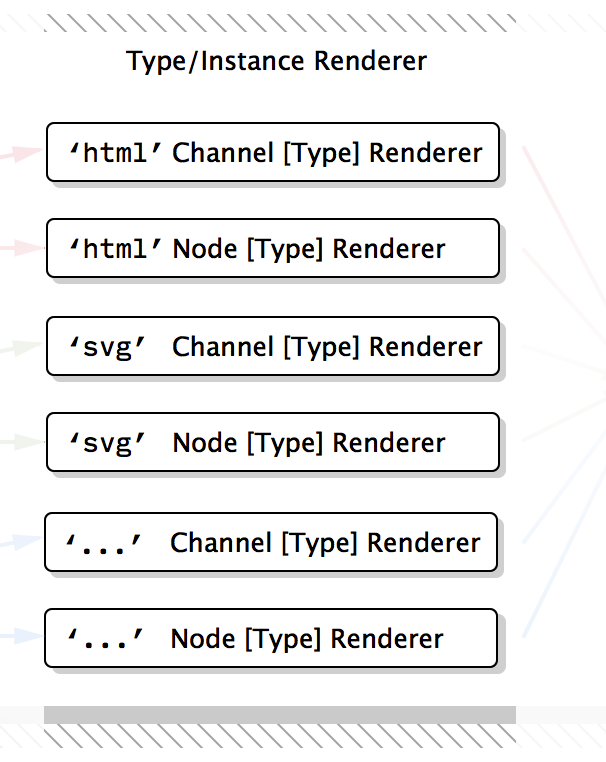 Type/Instance Renderer
‘html’ Channel [Type] Renderer
‘html’ Node [Type] Renderer
‘svg’ Channel [Type] Renderer
‘svg’ Node [Type] Renderer
‘...’ Channel [Type] Renderer
‘...’ Node [Type] Renderer